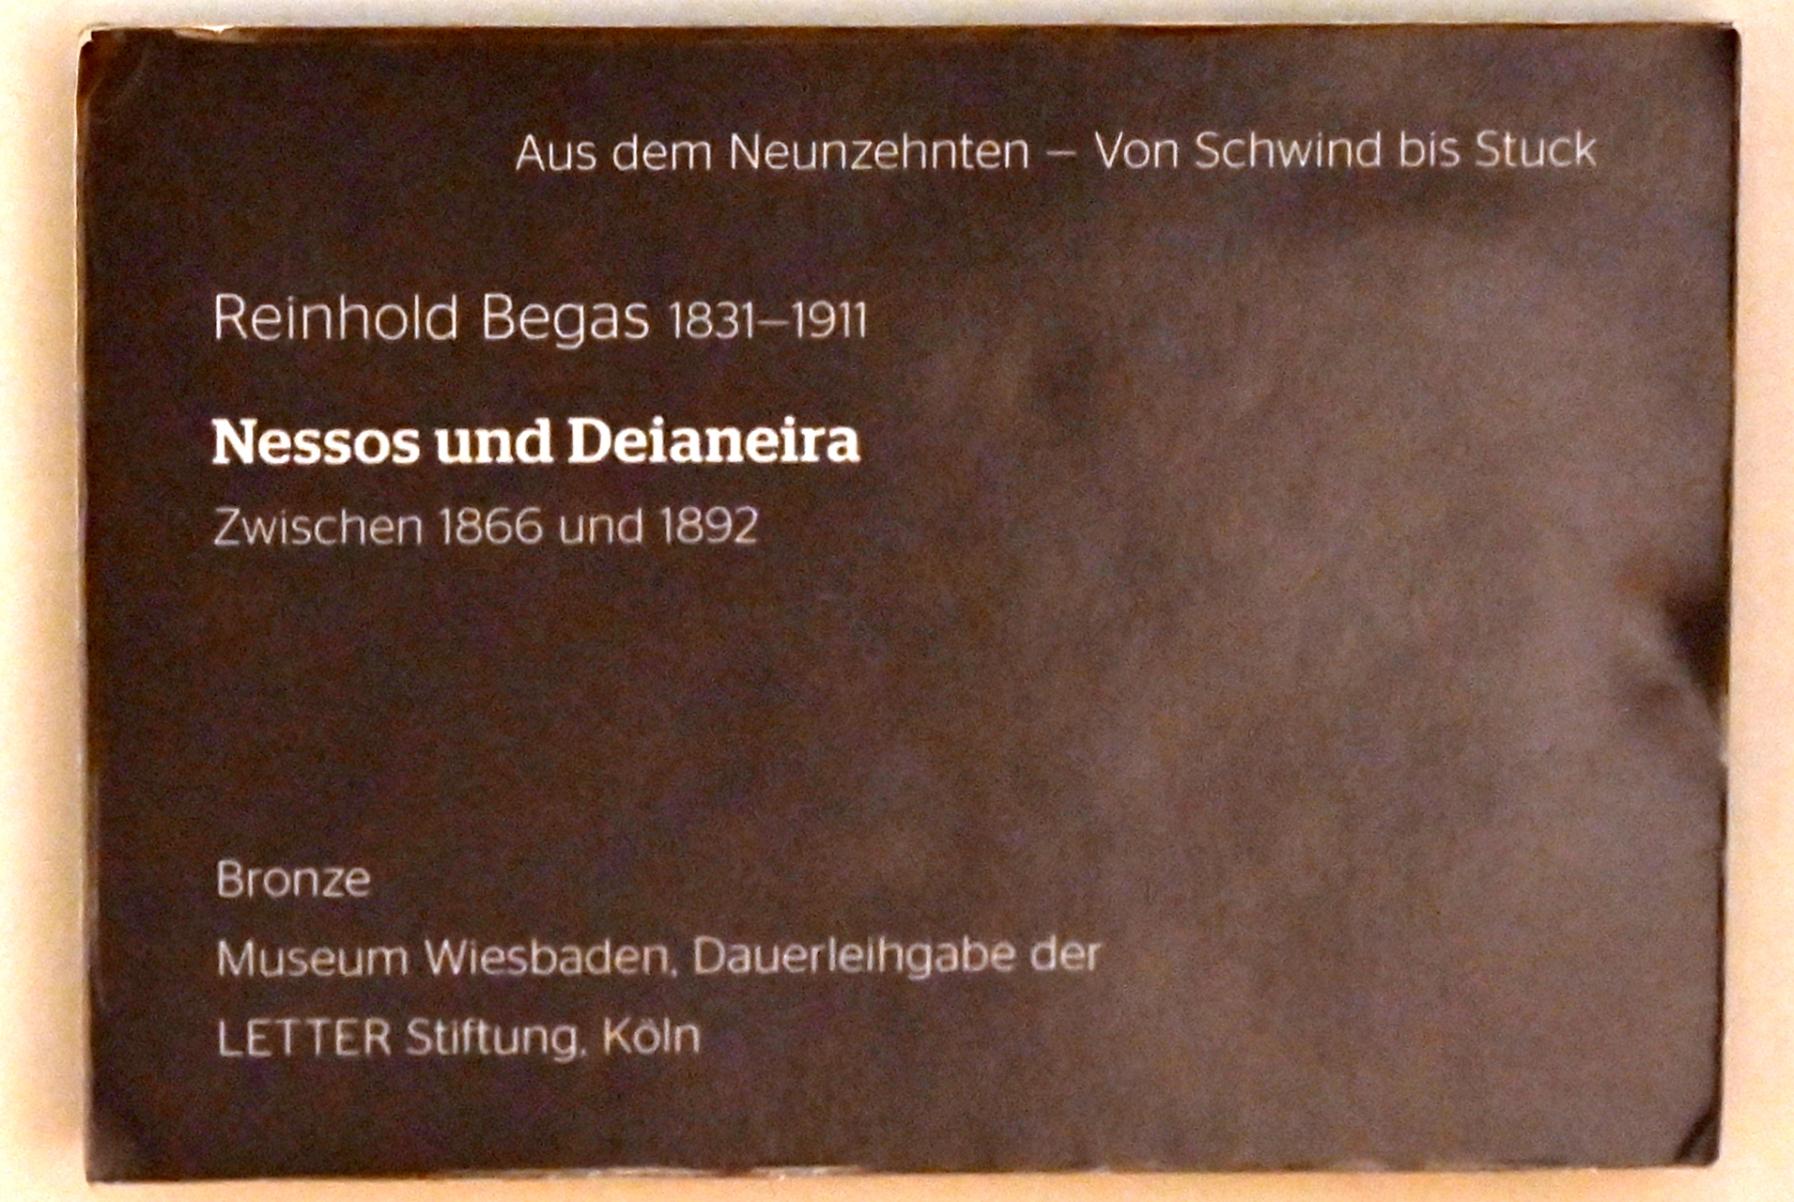 Aus dem Neunzehnten – Von Schwind bis Stuck
Reinhold Begas 1831–1911
Nessos und Deianeira
Zwischen 1866 und 1892
Bronze
Museum Wiesbaden, Dauerleihgabe der
LETTER Stiftung, Köln